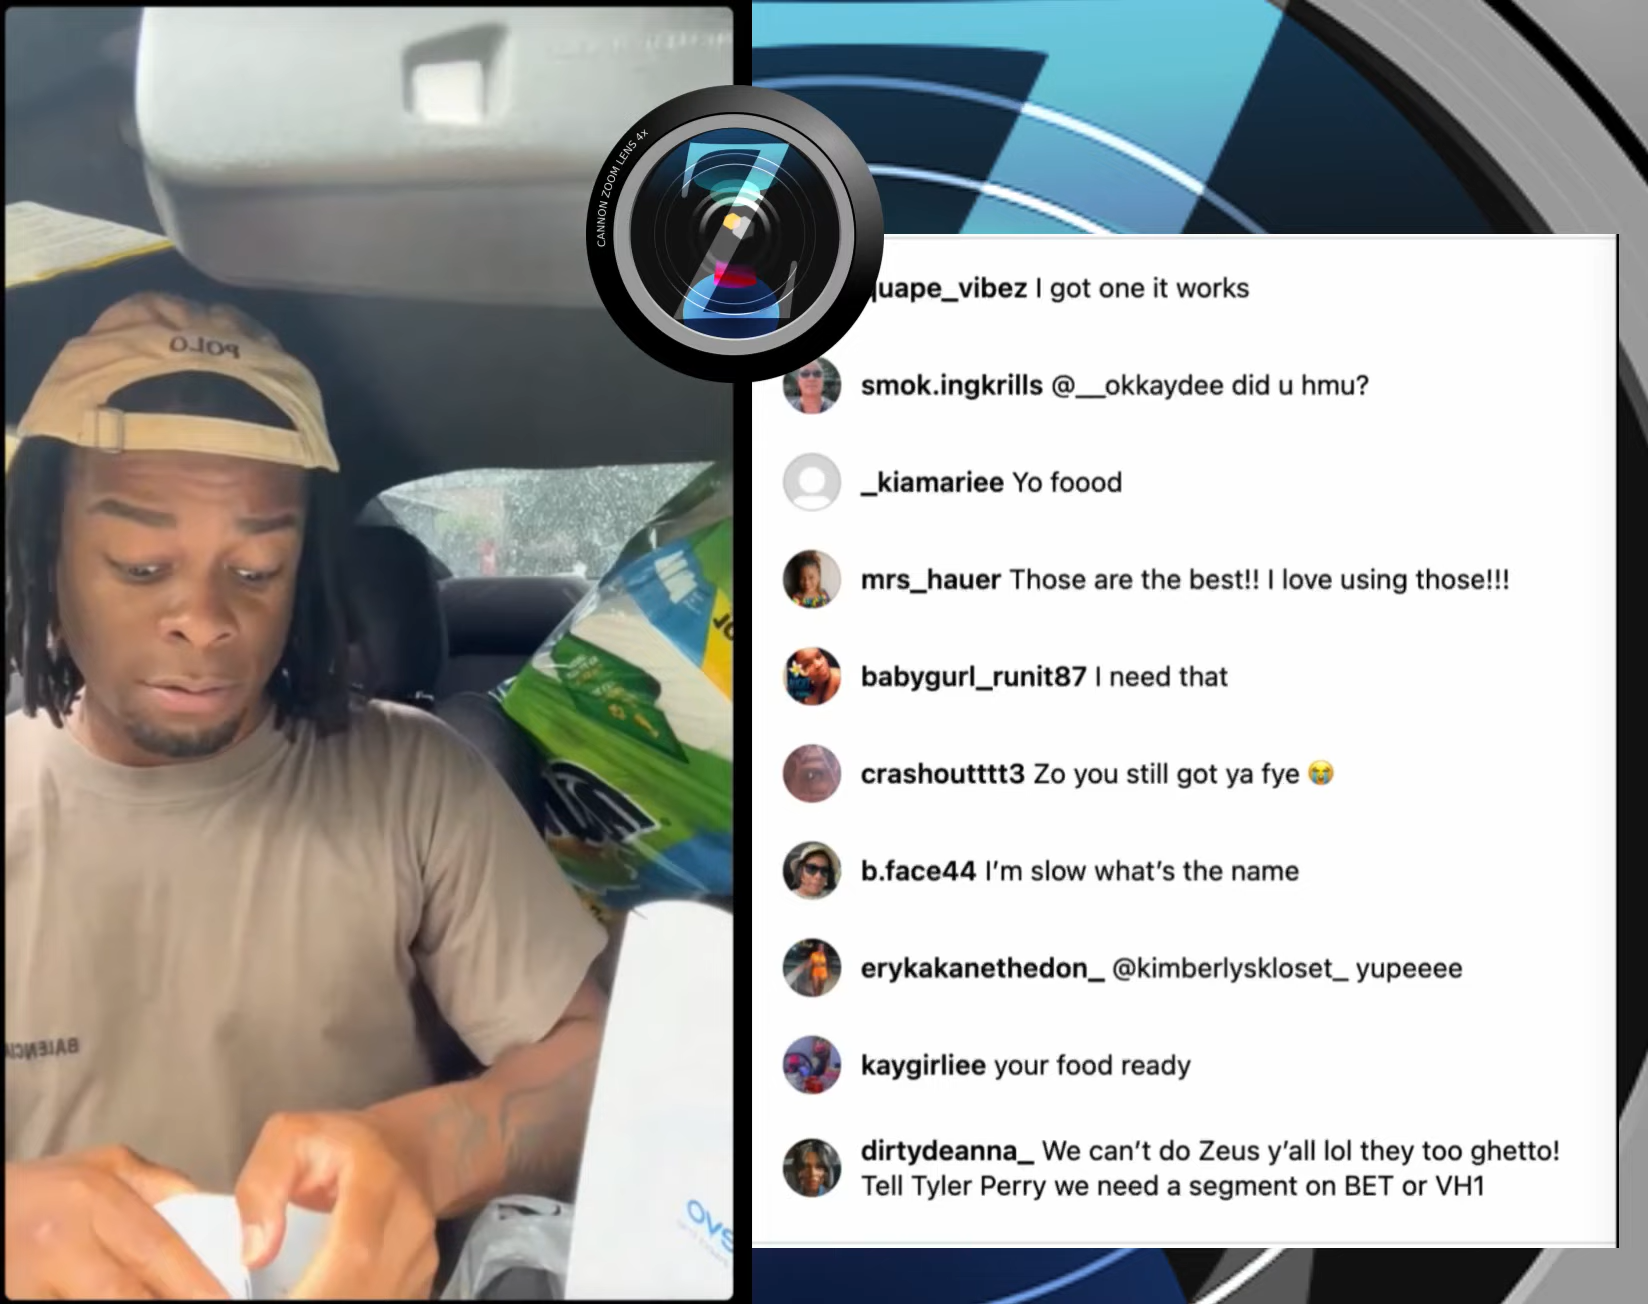 POLO
BALENCIA
CANNON ZOOM LENS 4x
quape_vibez I got one it works
smok.ingkrills @__okkaydee did u hmu?
_kiamariee Yo foood
mrs_hauer Those are the best!! I love using those!!!
babygurl_runit87 I need that
crashoutttt3 Zo you still got ya fye 😭
b.face44 I'm slow what's the name
erykakanethedon_ @kimberlyskloset_ yupeeee
kaygirliee your food ready
dirtydeanna_ We can't do Zeus y'all lol they too ghetto!
Tell Tyler Perry we need a segment on BET or VH1